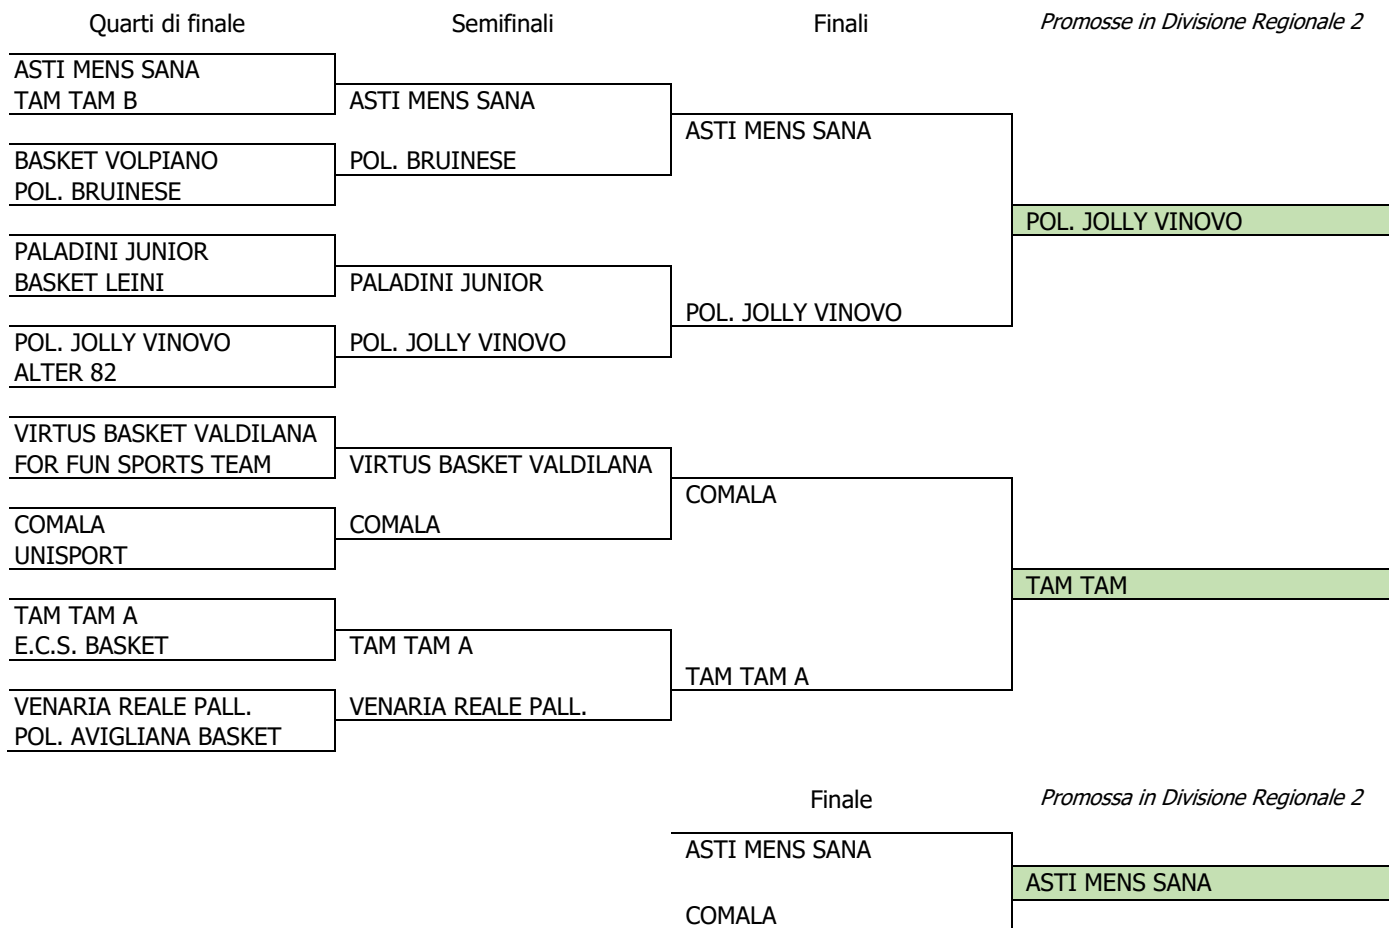 Quarti di finale
Semifinali
Finali
Promosse in Divisione Regionale 2
ASTI MENS SANA
TAM TAM B
ASTI MENS SANA
ASTI MENS SANA
BASKET VOLPIANO
POL. BRUINESE
POL. BRUINESE
POL. JOLLY VINOVO
PALADINI JUNIOR
BASKET LEINI
PALADINI JUNIOR
POL. JOLLY VINOVO
POL. JOLLY VINOVO
POL. JOLLY VINOVO
ALTER 82
VIRTUS BASKET VALDILANA
FOR FUN SPORTS TEAM
VIRTUS BASKET VALDILANA
COMALA
COMALA
COMALA
UNISPORT
TAM TAM
TAM TAM A
E.C.S. BASKET
TAM TAM A
TAM TAM A
VENARIA REALE PALL.
VENARIA REALE PALL.
POL. AVIGLIANA BASKET
Finale
Promossa in Divisione Regionale 2
ASTI MENS SANA
ASTI MENS SANA
COMALA